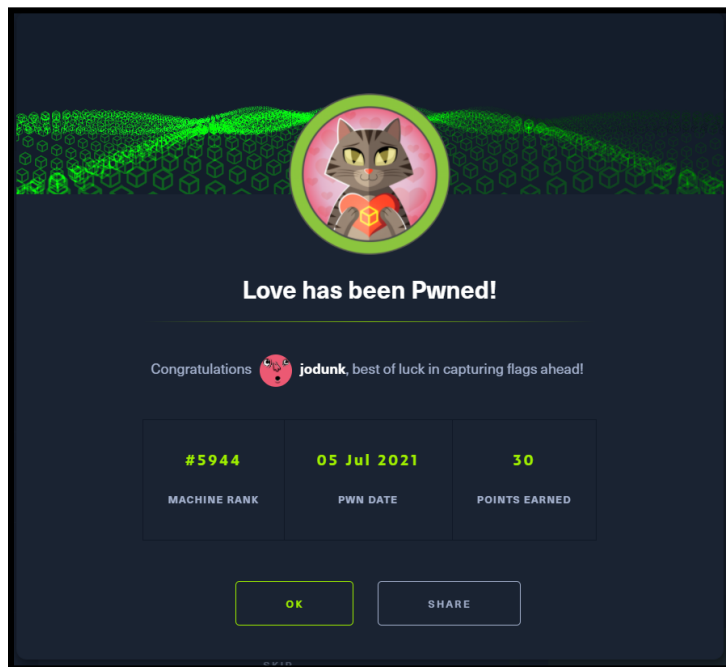 Love has been Pwned!
Congratulations jodunk, best of luck in capturing flags ahead!
#5944 05 Jul 2021 30
MACHINE RANK PWN DATE POINTS EARNED
OK SHARE
SKIP